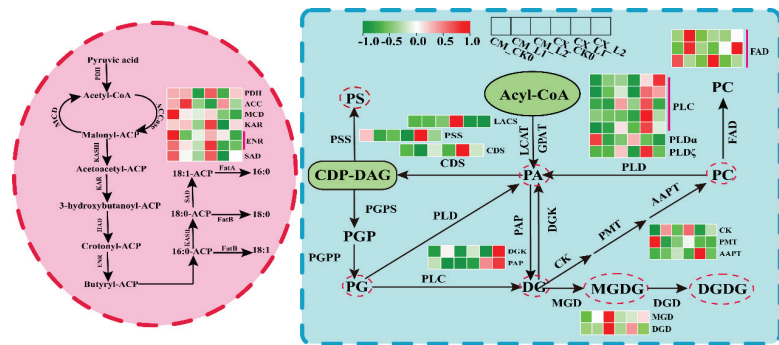 Pyruvic acid
PDH
Acetyl-CoA
MCD
ACCase
Malonyl-ACP
KASIII
Acetoacetyl-ACP
KAR
3-hydroxybutanoyl-ACP
HAD
Crotonyl-ACP
ENR
Butyryl-ACP
18:1-ACP
FatA
16:0
SAD
18:0-ACP
FatB
18:0
KASII
16:0-ACP
FatB
18:1
PDH
ACC
MCD
KAR
ENR
SAD
-1.0 -0.5 0.0 0.5 1.0
CM_CK0
CM_L1
CM_L2
CX_CK0
CX_L1
CX_L2
FAD
PS
Acyl-CoA
PC
PLC
PLDα
PLDζ
LACS
PSS
CDS
PSS
CDS
LCAT
GPAT
FAD
CDP-DAG
PA
PLD
PC
PGPS
PLD
PAP
DGK
AAPT
PGP
PMT
PGPP
DGK
PAP
CK
CK
PMT
AAPT
PG
PLC
DG
MGD
MGDG
DGD
DGDG
MGD
DGD